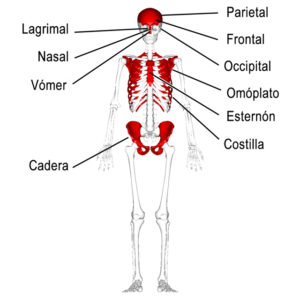 Lagrimal
Nasal
Vómer
Cadera
Parietal
Frontal
Occipital
Omóplato
Esternón
Costilla